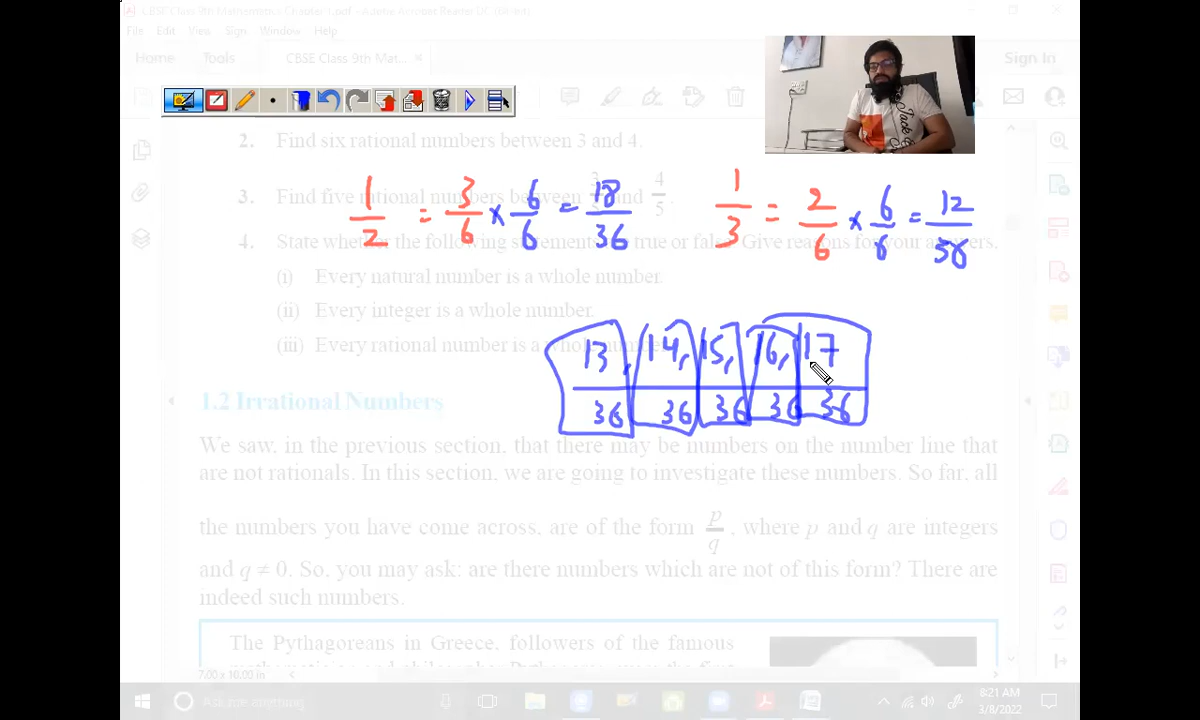 CBSE Class 9th Mathematics Chapter 1.pdf - Adobe Acrobat Reader DC (64-bit)
File Edit View Sign Window Help
Home Tools CBSE Class 9th Mat... × Sign In
2. Find six rational numbers between 3 and 4.
3. Find five rational numbers between 3/5 and 4/5.
1/2 = 3/6 × 6/6 = 18/36
1/3 = 2/6 × 6/6 = 12/36
4. State whether the following statements are true or false. Give reasons for your answers.
(i) Every natural number is a whole number.
(ii) Every integer is a whole number.
(iii) Every rational number is a whole
13, 14, 15, 16, 17
36 36 36 36 36
1.2 Irrational Numbers
We saw, in the previous section, that there may be numbers on the number line that
are not rationals. In this section, we are going to investigate these numbers. So far, all
the numbers you have come across, are of the form p/q, where p and q are integers
and q ≠ 0. So, you may ask: are there numbers which are not of this form? There are
indeed such numbers.
The Pythagoreans in Greece, followers of the famous
7.00 x 10.00 in
Ask me anything
8:21 AM
3/8/2022